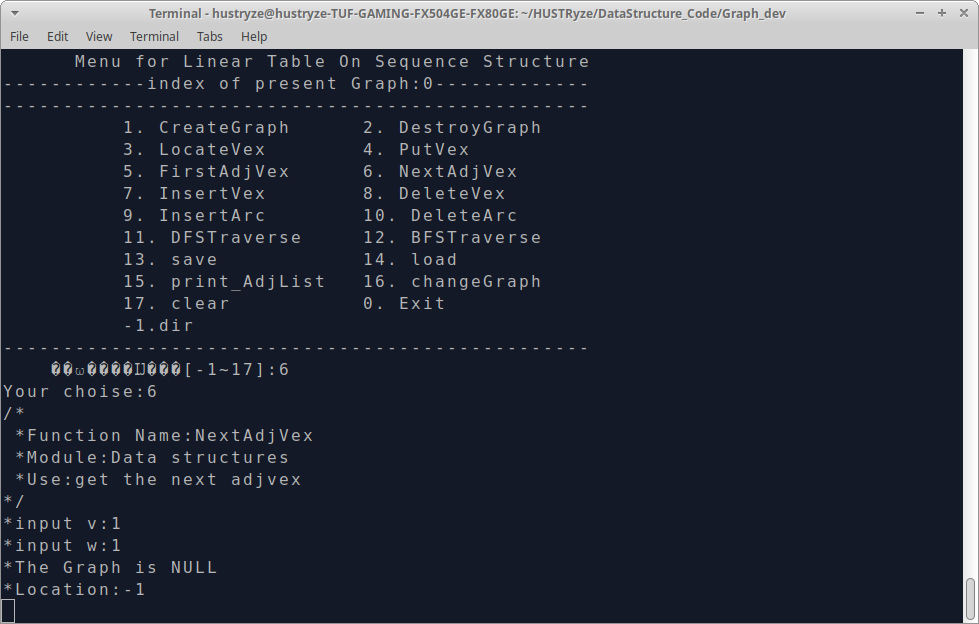 Terminal - hustryze@hustryze-TUF-GAMING-FX504GE-FX80GE: ~/HUSTRyze/DataStructure_Code/Graph_dev
File Edit View Terminal Tabs Help
Menu for Linear Table On Sequence Structure
------------index of present Graph:0-------------
-------------------------------------------------
1. CreateGraph 2. DestroyGraph
3. LocateVex 4. PutVex
5. FirstAdjVex 6. NextAdjVex
7. InsertVex 8. DeleteVex
9. InsertArc 10. DeleteArc
11. DFSTraverse 12. BFSTraverse
13. save 14. load
15. print_AdjList 16. changeGraph
17. clear 0. Exit
-1.dir
-------------------------------------------------
[-1~17]:6
Your choise:6
/*
*Function Name:NextAdjVex
*Module:Data structures
*Use:get the next adjvex
*/
*input v:1
*input w:1
*The Graph is NULL
*Location:-1